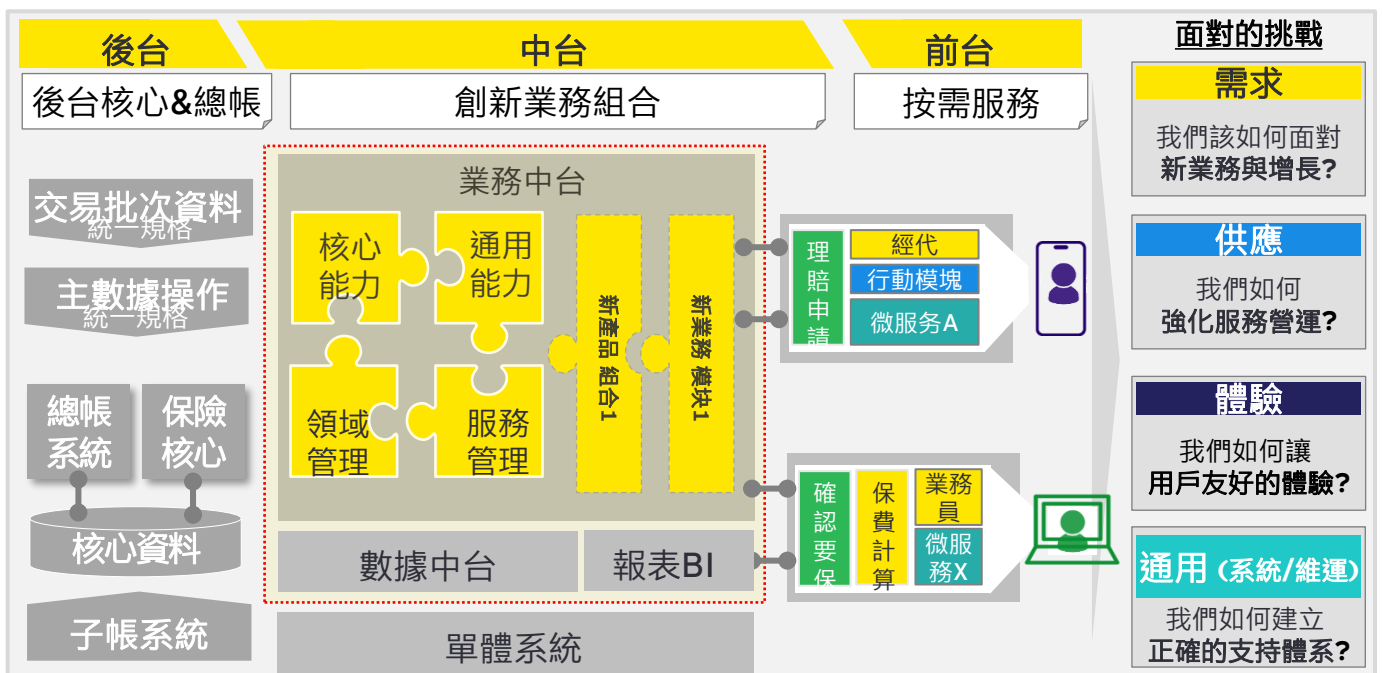 後台
中台
前台
面對的挑戰
後台核心&總帳
創新業務組合
按需服務
交易批次資料
統一規格
主數據操作
統一規格
總帳
系統
保險
核心
核心資料
子帳系統
業務中台
核心
能力
通用
能力
領域
管理
服務
管理
新產品 組合1
新業務 模块1
數據中台
報表BI
單體系統
理賠申請
經代
行動模塊
微服务A
確認要保
保費計算
業務
員
微服
務X
需求
我們該如何面對
新業務與增長?
供應
我們如何
強化服務營運?
體驗
我們如何讓
用戶友好的體驗?
通用 (系統/維運)
我們如何建立
正確的支持體系?